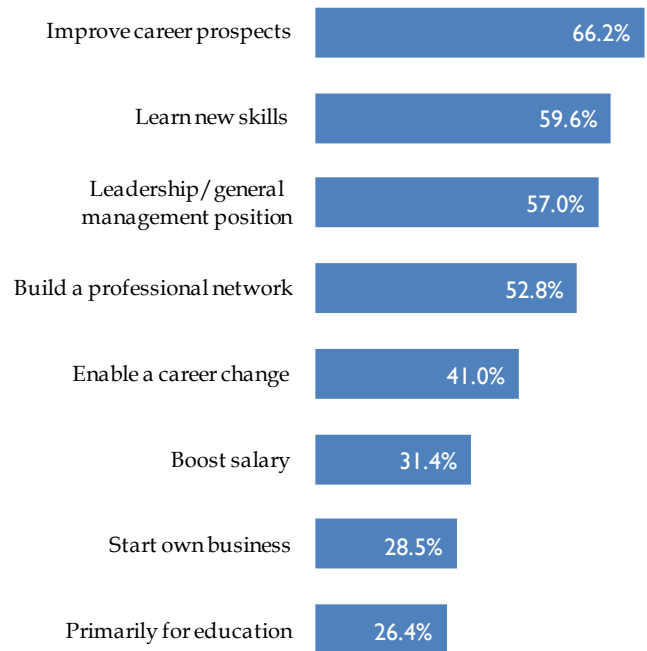 Improve career prospects 66.2%
Learn new skills 59.6%
Leadership/general
management position 57.0%
Build a professional network 52.8%
Enable a career change 41.0%
Boost salary 31.4%
Start own business 28.5%
Primarily for education 26.4%